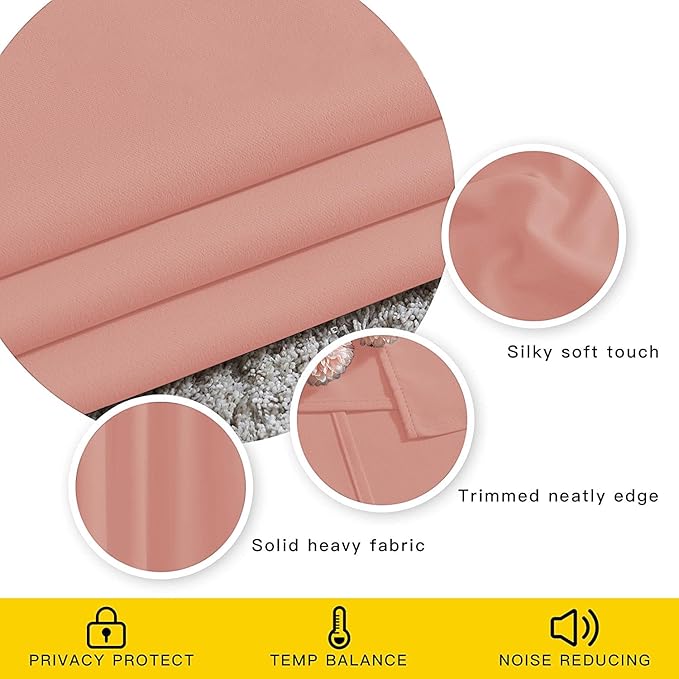 Silky soft touch
Trimmed neatly edge
Solid heavy fabric
PRIVACY PROTECT
TEMP BALANCE
NOISE REDUCING